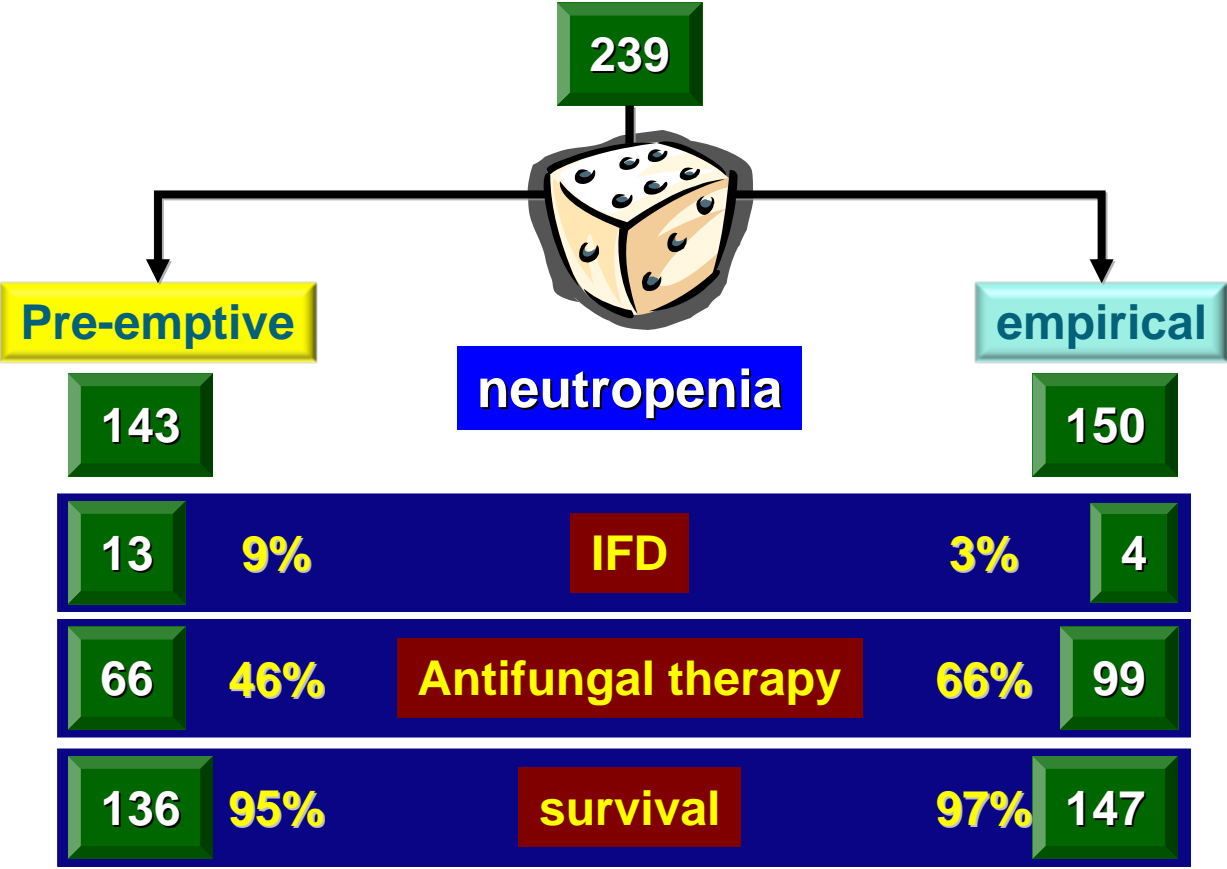 239
Pre-emptive
empirical
neutropenia
143
150
13 9% IFD 3% 4
66 46% Antifungal therapy 66% 99
136 95% survival 97% 147